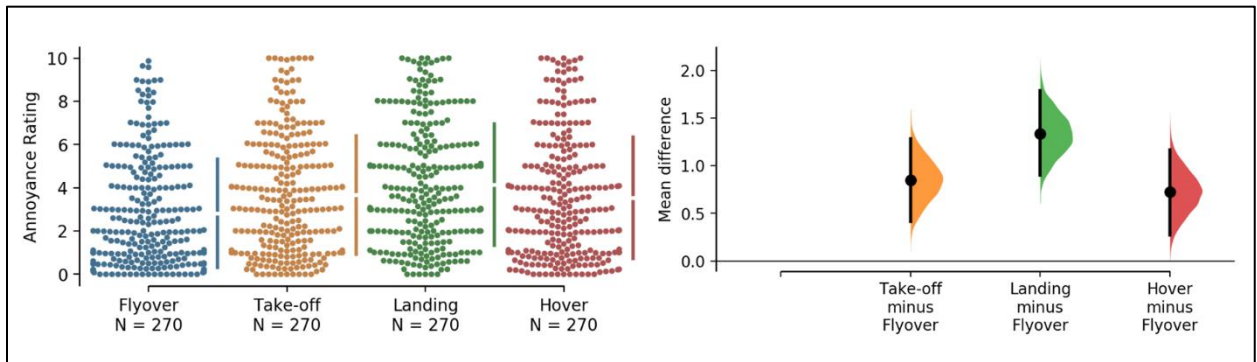 Annoyance Rating
10
8
6
4
2
0
Flyover
N = 270
Take-off
N = 270
Landing
N = 270
Hover
N = 270
Mean difference
2.0
1.5
1.0
0.5
0.0
Take-off
minus
Flyover
Landing
minus
Flyover
Hover
minus
Flyover